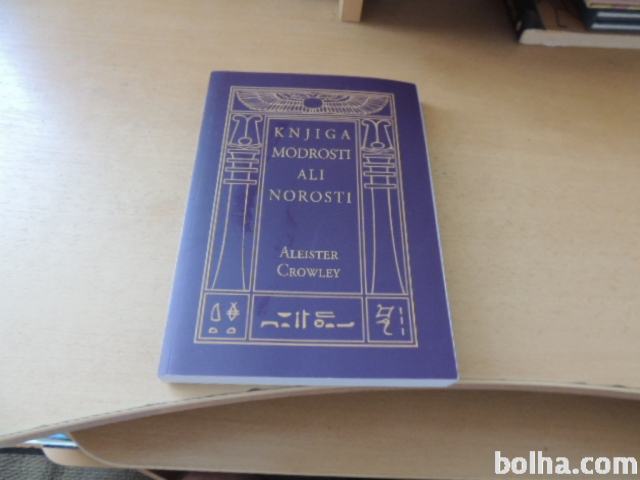 KNJIGA
MODROSTI
ALI
NOROSTI
ALEISTER
CROWLEY
bolha.com